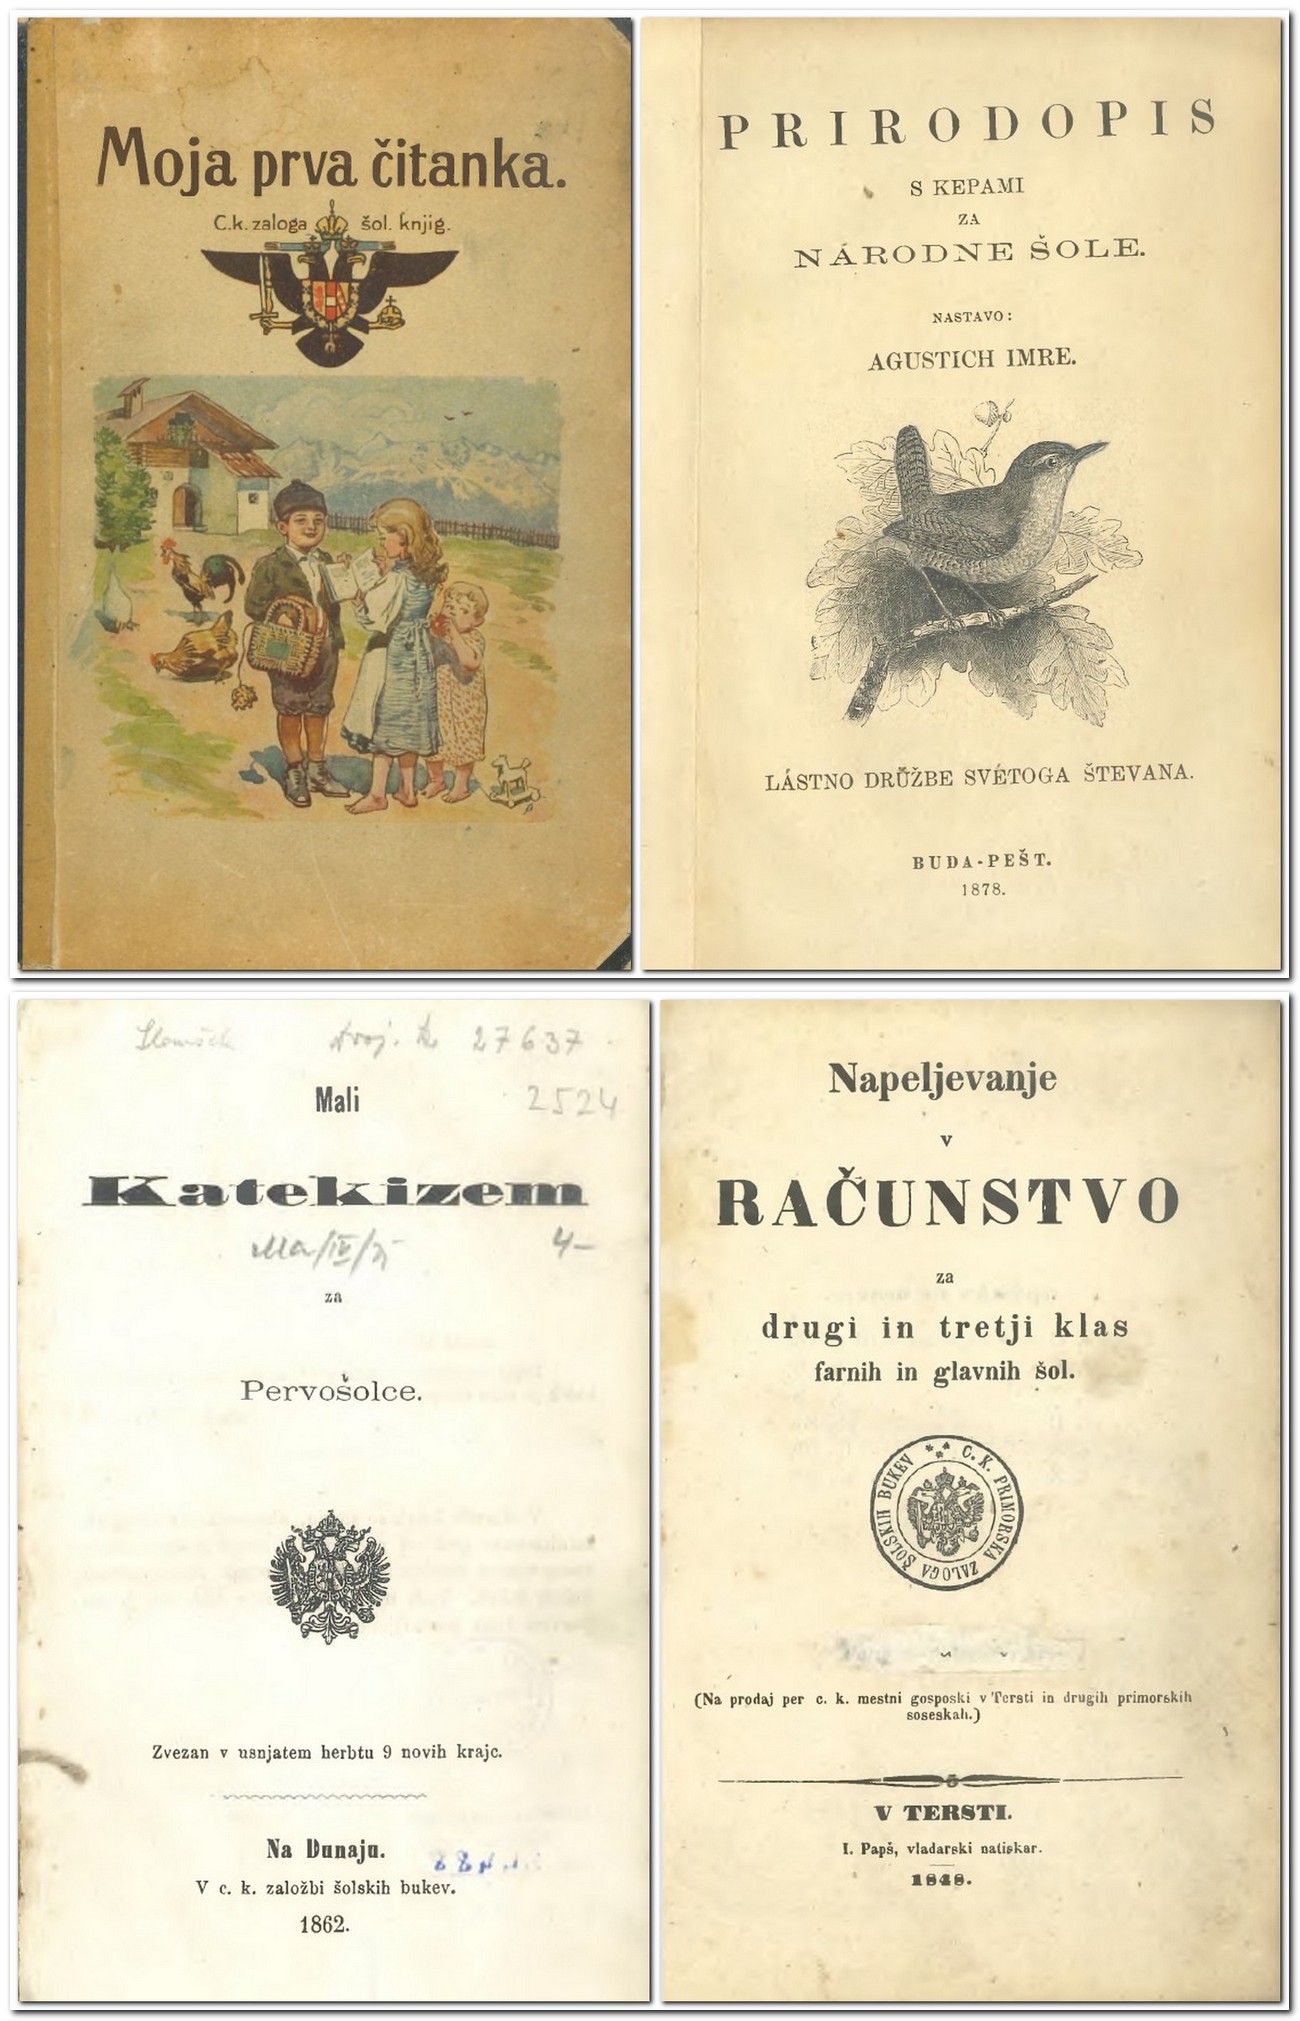 Moja prva čitanka.
C.k. zaloga šol. knjig.
PRIRODOPIS
S KEPAMI
ZA
NÁRODNE ŠOLE.
NASTAVO:
AGUSTICH IMRE.
LÁSTNO DRŰŽBE SVÉTOGA ŠTEVANA.
BUDA-PEŠT.
1878.
27637
Mali
2524
Katekizem
4-
za
Pervošolce.
Zvezan v usnjatem herbtu 9 novih krajc.
Na Dunaju.
V c. k. založbi šolskih bukev.
1862.
Napeljevanje
v
RAČUNSTVO
za
drugi in tretji klas
farnih in glavnih šol.
C. K. PRIMORSKA ZALOGA ŠOLSKIH BUKEV
(Na prodaj per c. k. mestni gosposki v Tersti in drugih primorskih
soseskah.)
V TERSTI.
I. Papš, vladarski natiskar.
1848.